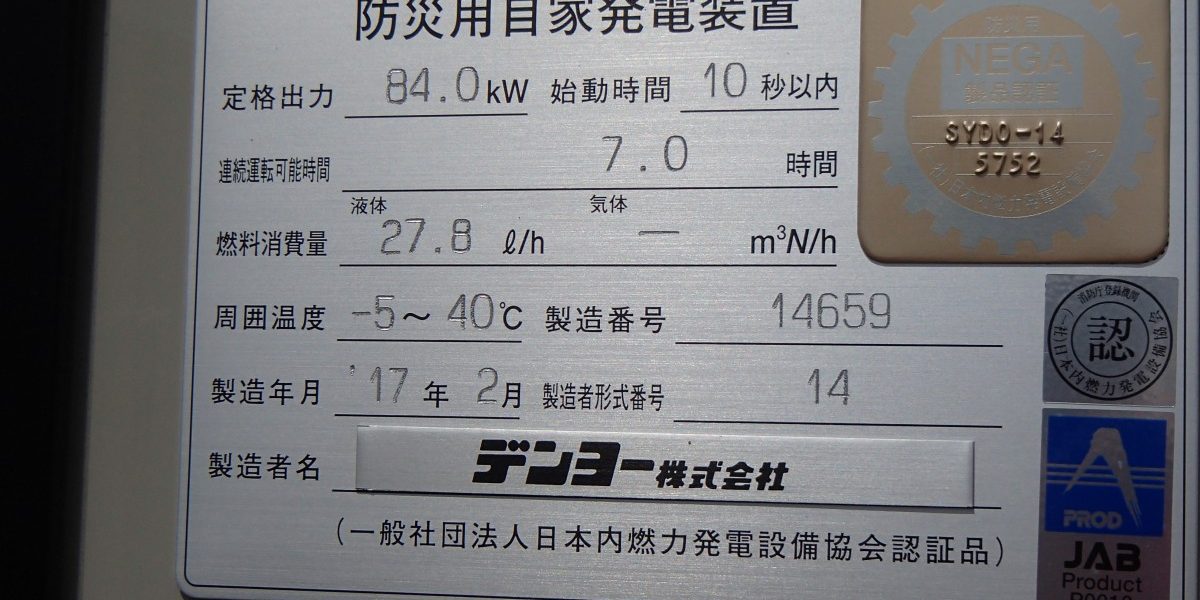 防災用自家発電装置
定格出力 84.0 kW 始動時間 10 秒以内
連続運転可能時間 7.0 時間
液体 気体
燃料消費量 27.8 ℓ/h — m³N/h
周囲温度 -5～40℃ 製造番号 14659
製造年月 '17年 2月 製造者形式番号 14
製造者名 デンヨー株式会社
(一般社団法人日本内燃力発電設備協会認証品)
防災用
NEGA
製品認証
SYDO-14
5752
消防庁登録機関
認
(一社)日本内燃力発電設備協会
PROD
JAB
Product